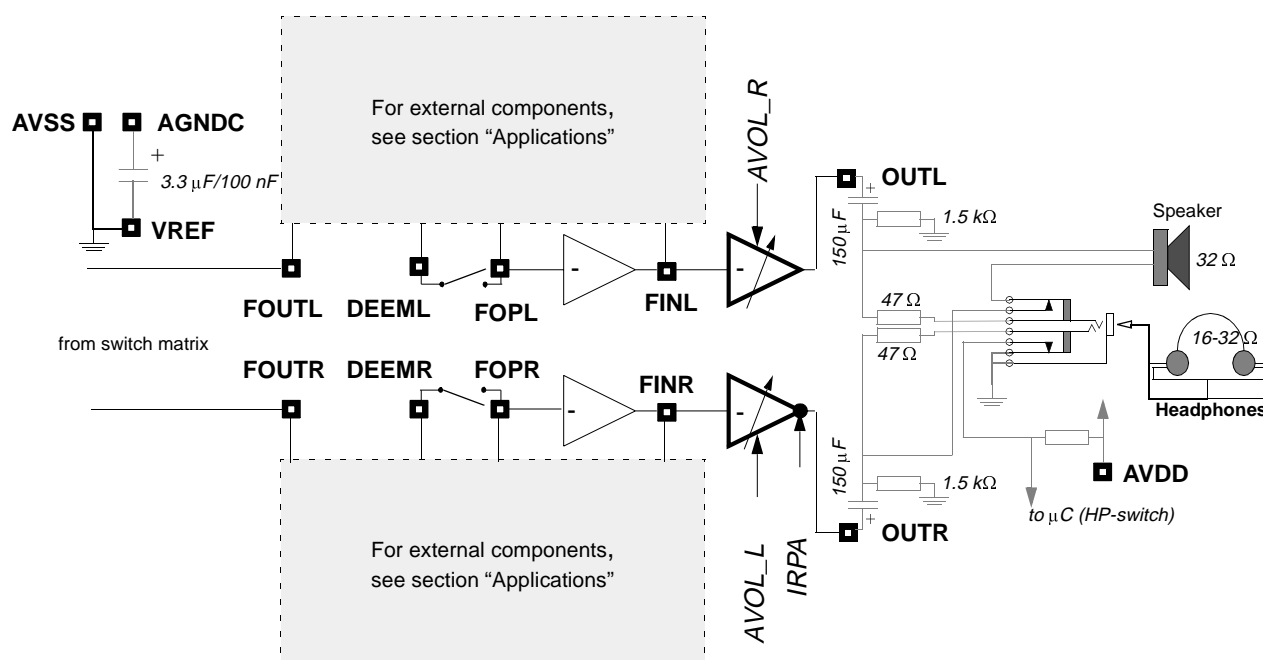 For external components,
see section “Applications”
AVOL_R
AVSS
AGNDC
+
3.3 μF/100 nF
VREF
OUTL
+
1.5 kΩ
150 μF
Speaker
32 Ω
FOUTL
DEEML
FOPL
-
FINL
-
47 Ω
47 Ω
16-32 Ω
Headphones
from switch matrix
FOUTR
DEEMR
FOPR
-
FINR
-
150 μF
1.5 kΩ
+
OUTR
AVDD
to μC (HP-switch)
For external components,
see section “Applications”
AVOL_L
IRPA